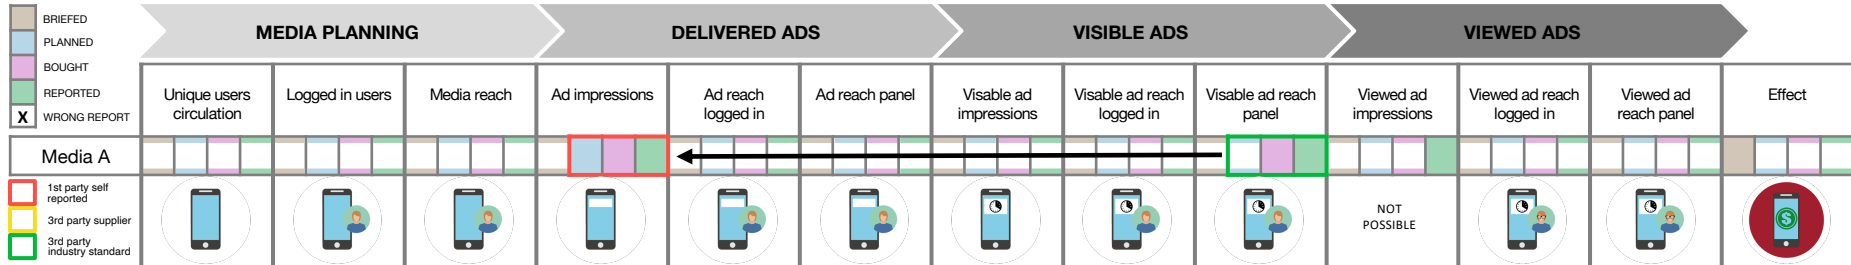 BRIEFED
PLANNED
BOUGHT
REPORTED
X WRONG REPORT
MEDIA PLANNING
DELIVERED ADS
VISIBLE ADS
VIEWED ADS
Unique users
circulation
Logged in users
Media reach
Ad impressions
Ad reach
logged in
Ad reach panel
Visable ad
impressions
Visable ad reach
logged in
Visable ad reach
panel
Viewed ad
impressions
Viewed ad reach
logged in
Viewed ad
reach panel
Effect
Media A
1st party self
reported
3rd party supplier
3rd party
industry standard
NOT
POSSIBLE
$